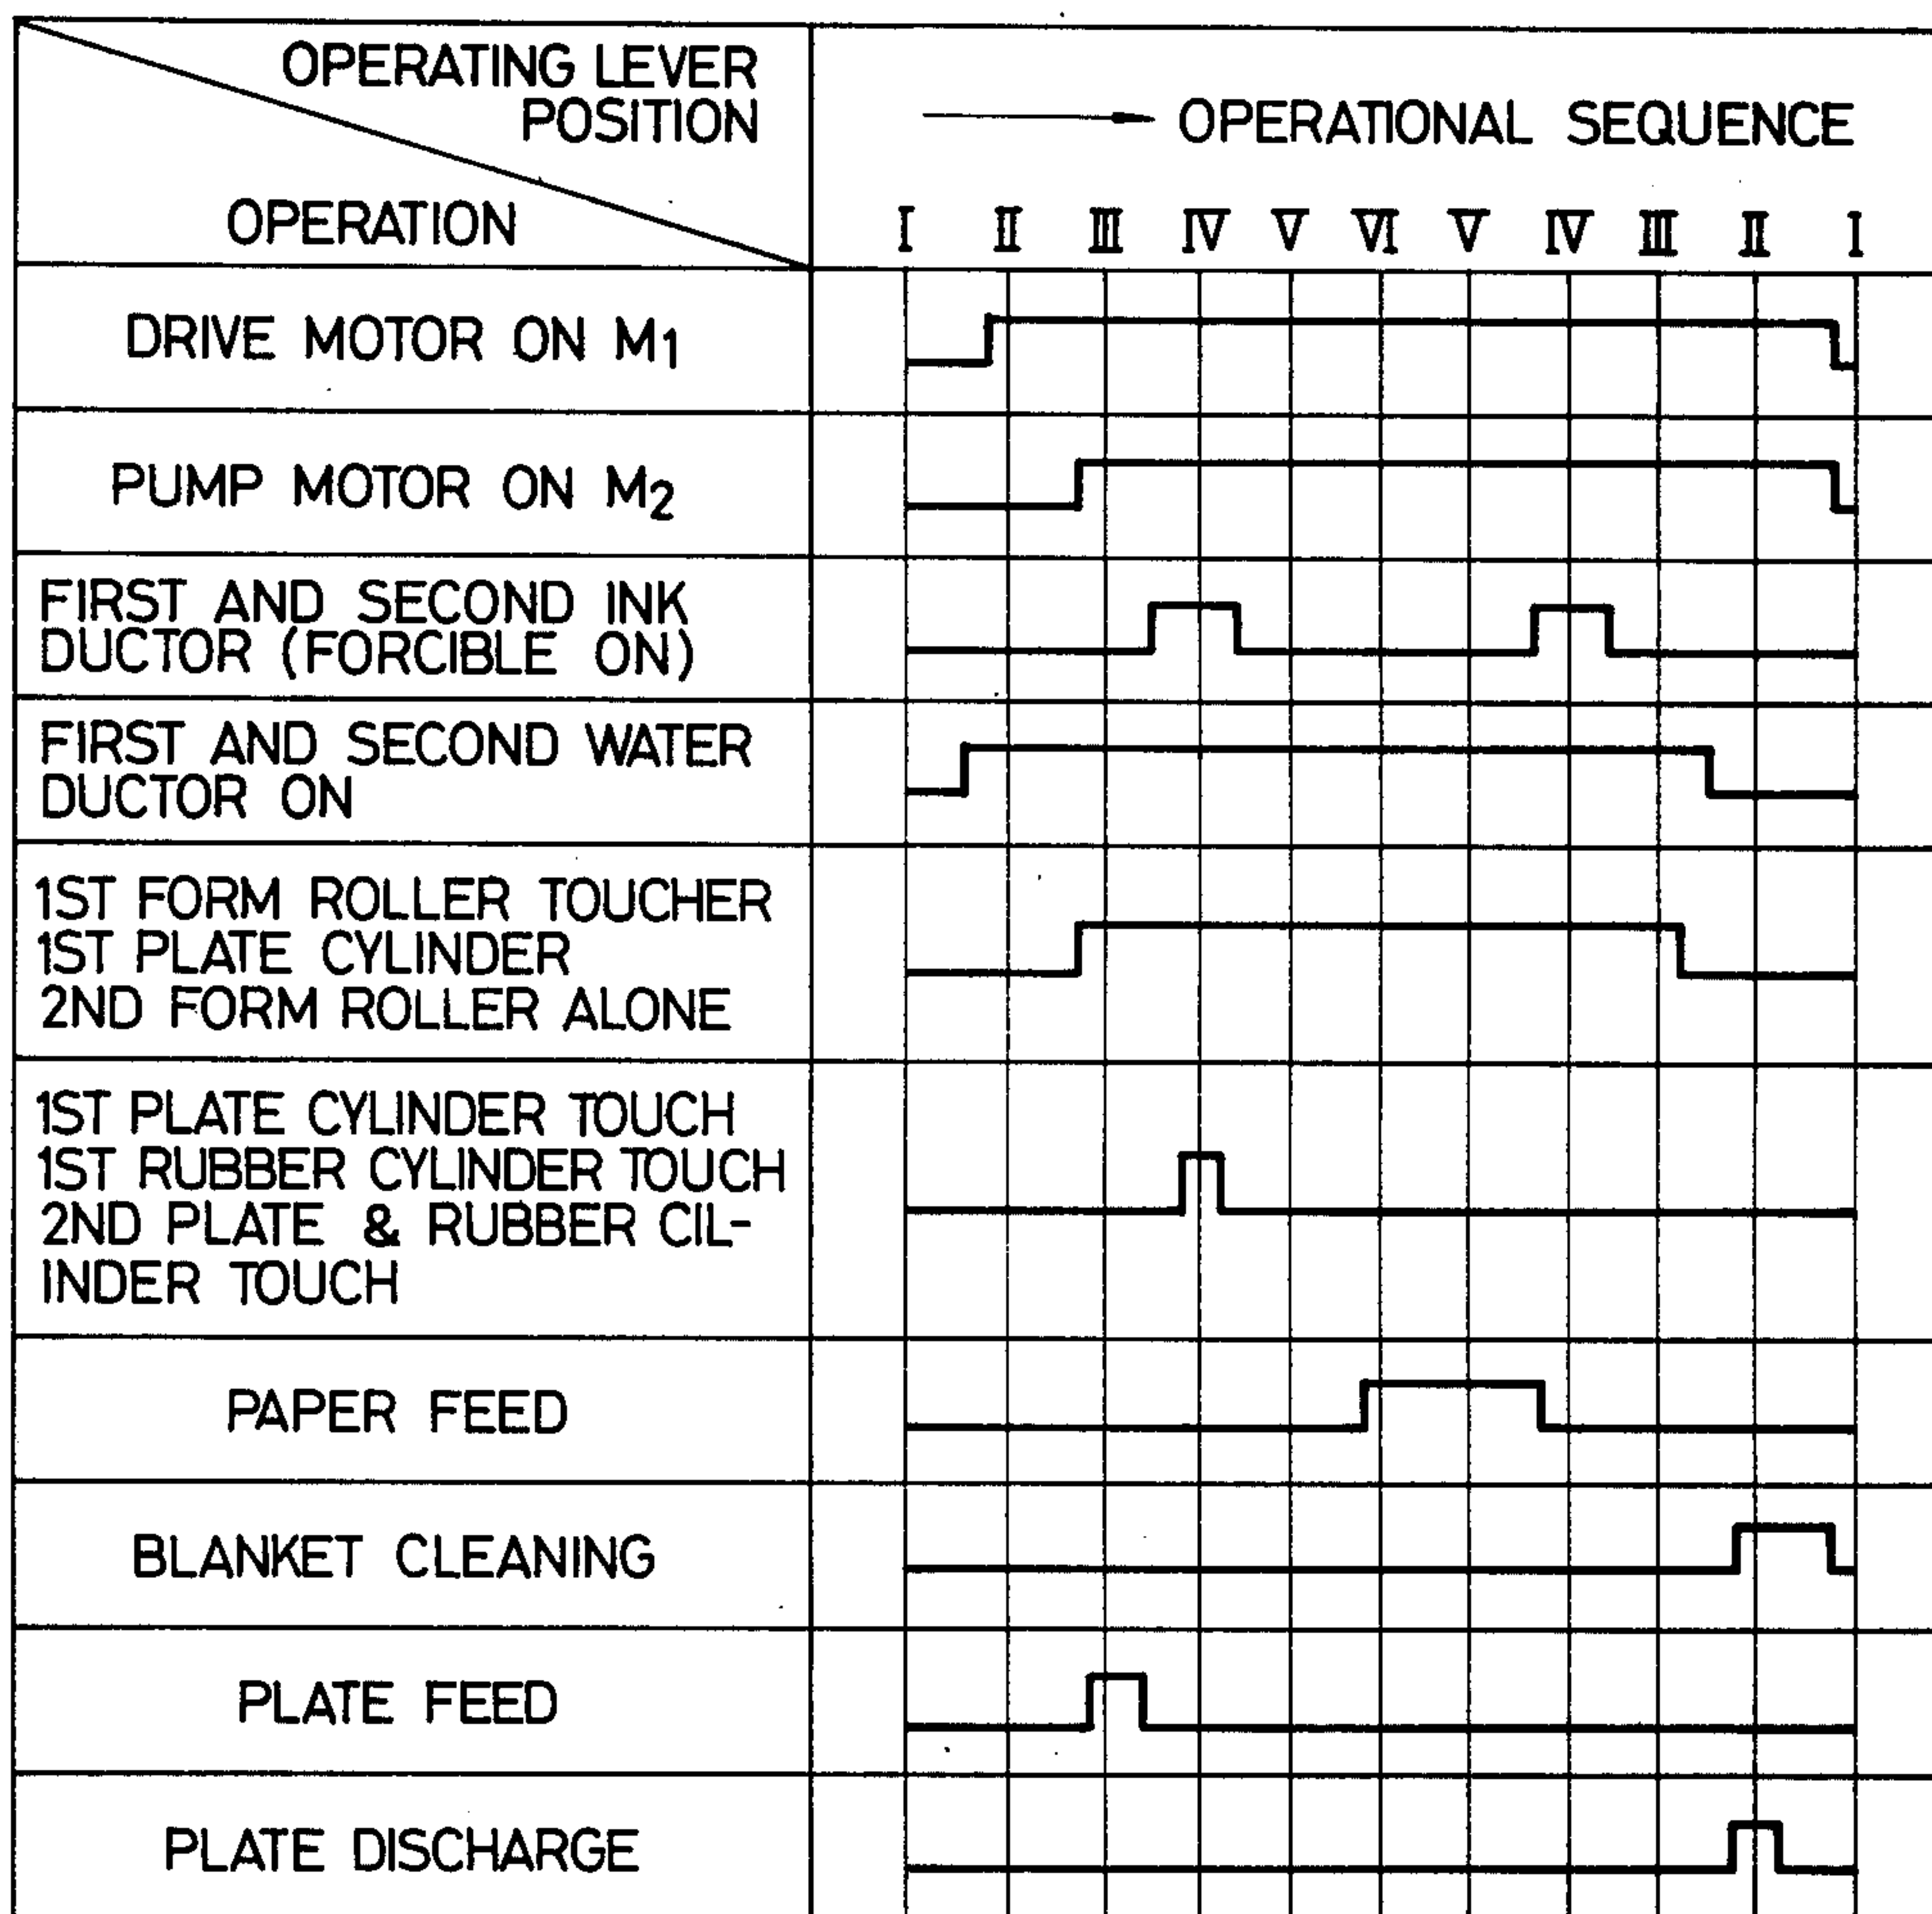 OPERATING LEVER
POSITION
OPERATION
OPERATIONAL SEQUENCE
I II III IV V VI V IV III II I
DRIVE MOTOR ON M1
PUMP MOTOR ON M2
FIRST AND SECOND INK
DUCTOR (FORCIBLE ON)
FIRST AND SECOND WATER
DUCTOR ON
1ST FORM ROLLER TOUCHER
1ST PLATE CYLINDER
2ND FORM ROLLER ALONE
1ST PLATE CYLINDER TOUCH
1ST RUBBER CYLINDER TOUCH
2ND PLATE & RUBBER CIL-
INDER TOUCH
PAPER FEED
BLANKET CLEANING
PLATE FEED
PLATE DISCHARGE